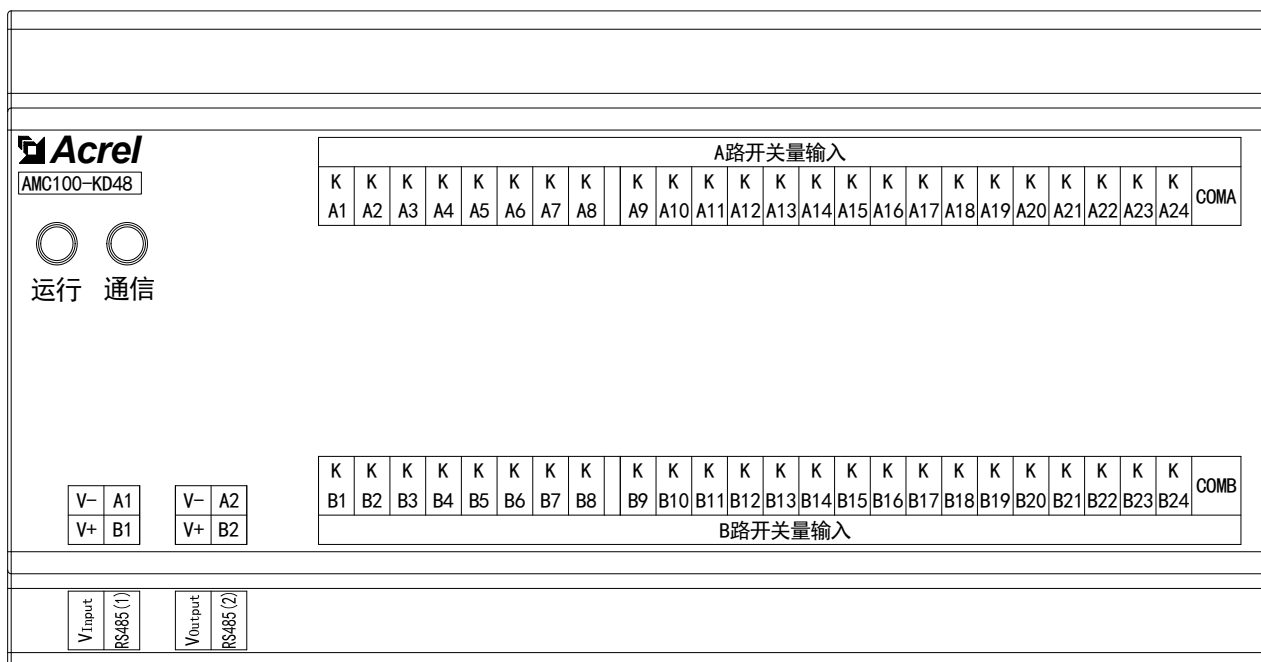 Acrel
AMC100-KD48
运行 通信
A路开关量输入
K K K K K K K K K K K K K K K K K K K K K K K K COMA
A1 A2 A3 A4 A5 A6 A7 A8 A9 A10 A11 A12 A13 A14 A15 A16 A17 A18 A19 A20 A21 A22 A23 A24
K K K K K K K K K K K K K K K K K K K K K K K K COMB
B1 B2 B3 B4 B5 B6 B7 B8 B9 B10 B11 B12 B13 B14 B15 B16 B17 B18 B19 B20 B21 B22 B23 B24
B路开关量输入
V- A1 V- A2
V+ B1 V+ B2
VInput RS485(1) VOutput RS485(2)